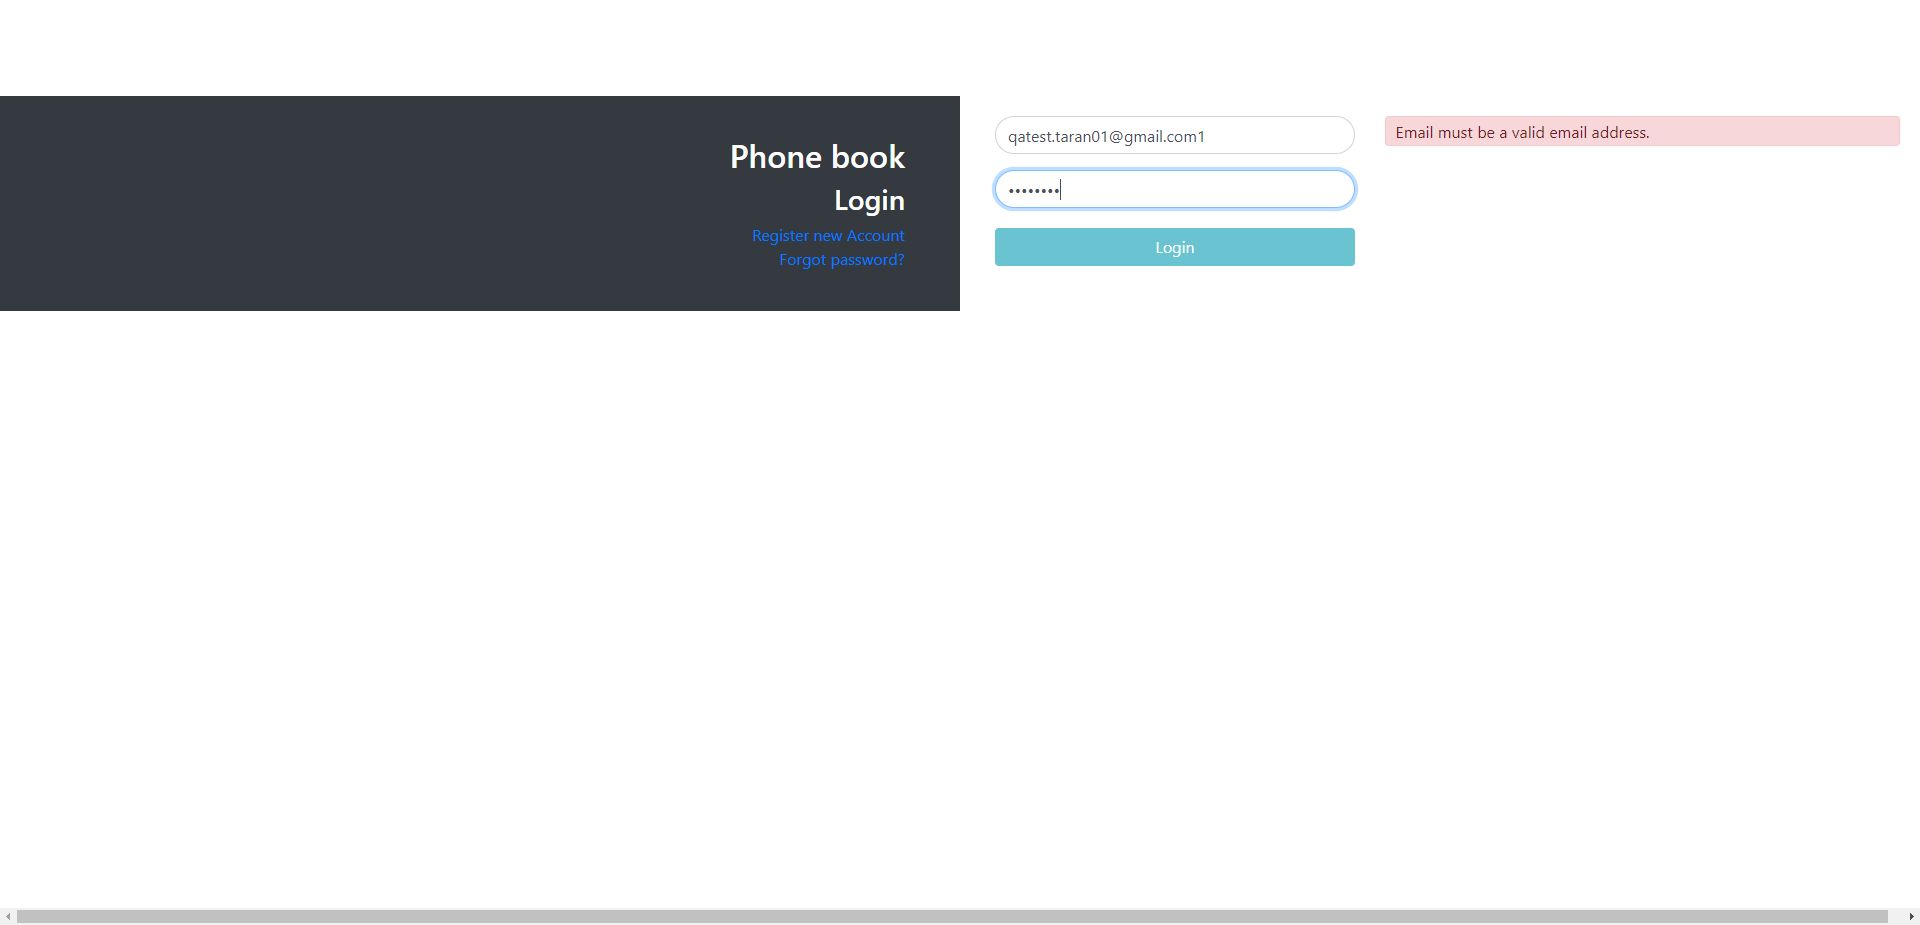 Phone book
Login
Register new Account
Forgot password?
qatest.taran01@gmail.com1
••••••••
Login
Email must be a valid email address.